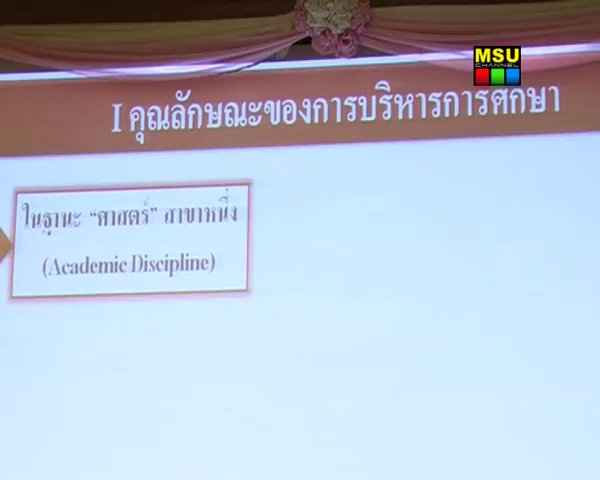 MSU
CHANNEL
I คุณลักษณะของการบริหารการศึกษา
ในฐานะ “ศาสตร์” สาขาหนึ่ง
(Academic Discipline)